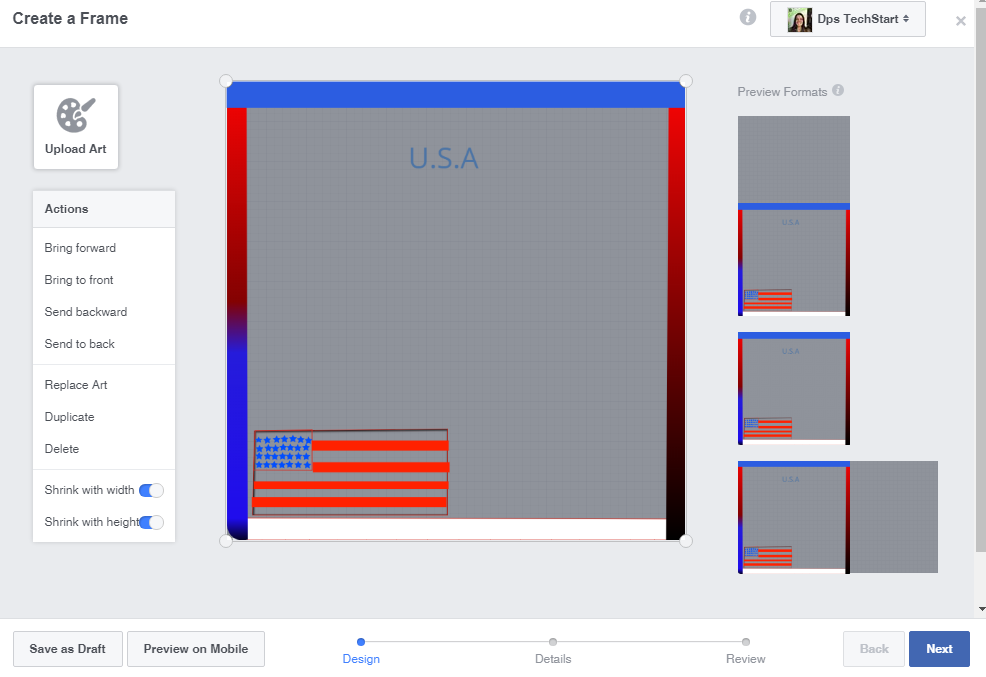 Create a Frame
Dps TechStart
Upload Art
Actions
Bring forward
Bring to front
Send backward
Send to back
Replace Art
Duplicate
Delete
Shrink with width
Shrink with height
U.S.A
Preview Formats
U.S.A
U.S.A
U.S.A
Save as Draft
Preview on Mobile
Design
Details
Review
Back
Next